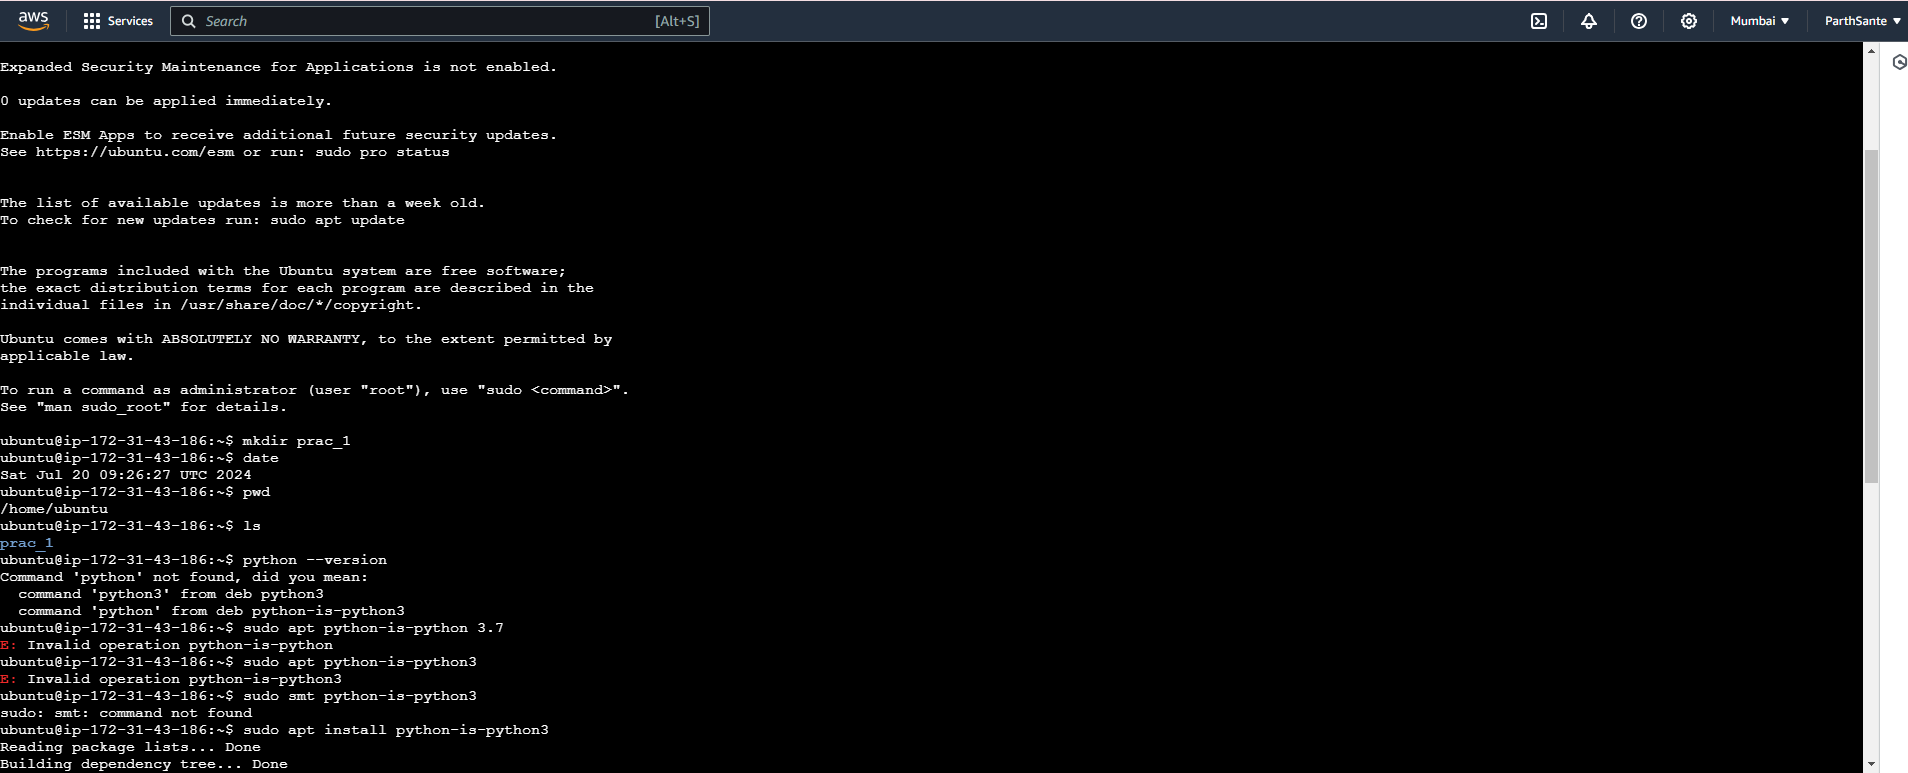 aws
Services
Search
[Alt+S]
Mumbai
ParthSante
Expanded Security Maintenance for Applications is not enabled.
0 updates can be applied immediately.
Enable ESM Apps to receive additional future security updates.
See https://ubuntu.com/esm or run: sudo pro status
The list of available updates is more than a week old.
To check for new updates run: sudo apt update
The programs included with the Ubuntu system are free software;
the exact distribution terms for each program are described in the
individual files in /usr/share/doc/*/copyright.
Ubuntu comes with ABSOLUTELY NO WARRANTY, to the extent permitted by
applicable law.
To run a command as administrator (user "root"), use "sudo <command>".
See "man sudo_root" for details.
ubuntu@ip-172-31-43-186:~$ mkdir prac_1
ubuntu@ip-172-31-43-186:~$ date
Sat Jul 20 09:26:27 UTC 2024
ubuntu@ip-172-31-43-186:~$ pwd
/home/ubuntu
ubuntu@ip-172-31-43-186:~$ ls
prac_1
ubuntu@ip-172-31-43-186:~$ python --version
Command 'python' not found, did you mean:
  command 'python3' from deb python3
  command 'python' from deb python-is-python3
ubuntu@ip-172-31-43-186:~$ sudo apt python-is-python 3.7
E: Invalid operation python-is-python
ubuntu@ip-172-31-43-186:~$ sudo apt python-is-python3
E: Invalid operation python-is-python3
ubuntu@ip-172-31-43-186:~$ sudo smt python-is-python3
sudo: smt: command not found
ubuntu@ip-172-31-43-186:~$ sudo apt install python-is-python3
Reading package lists... Done
Building dependency tree... Done